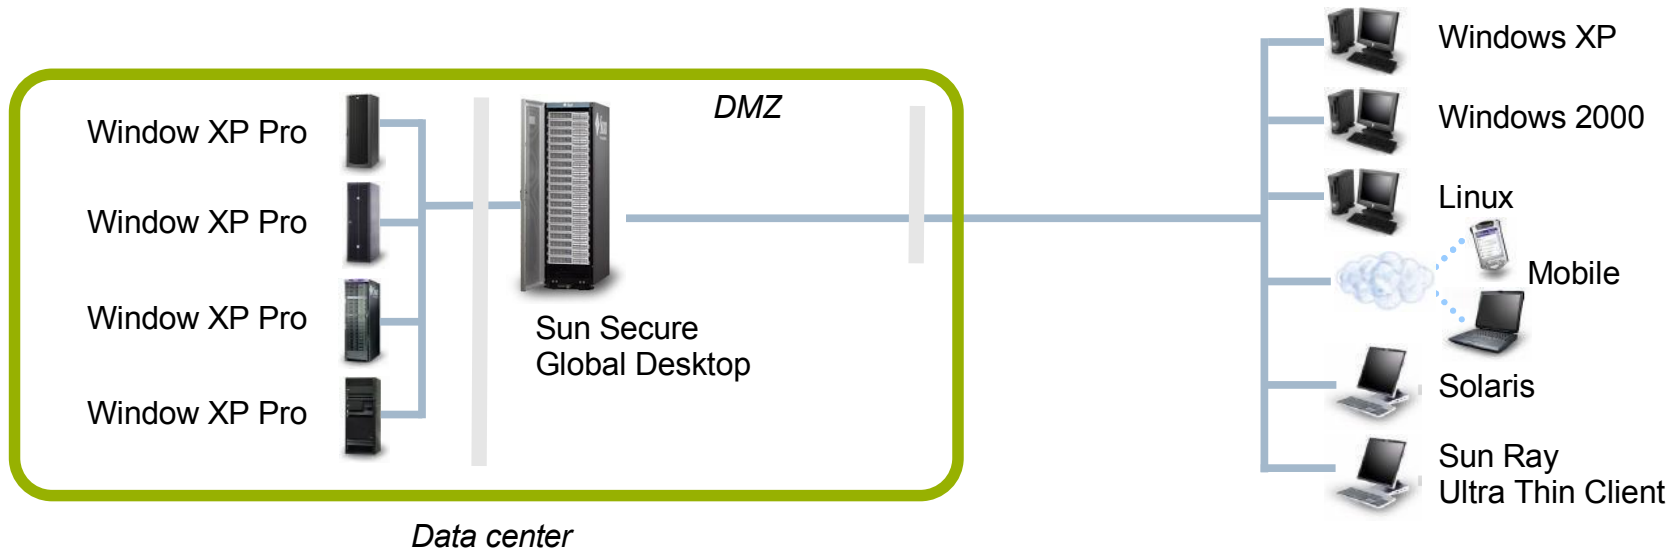 Windows XP
DMZ
Window XP Pro
Windows 2000
Window XP Pro
Linux
Mobile
Window XP Pro
Sun Secure
Global Desktop
Solaris
Window XP Pro
Sun Ray
Ultra Thin Client
Data center